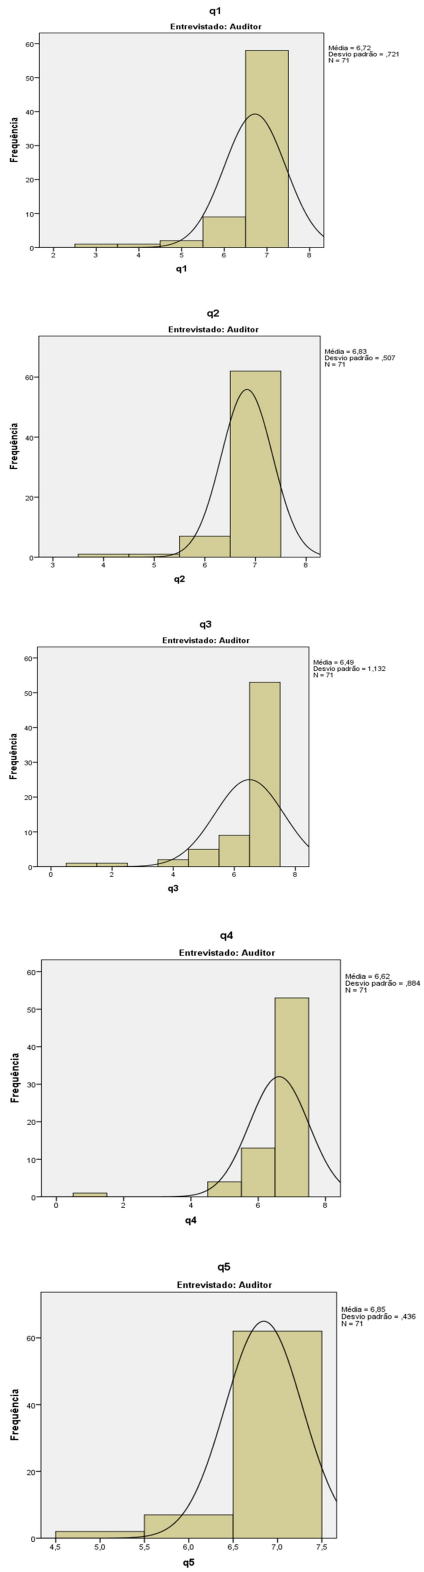 q1
Entrevistado: Auditor
Média = 6,72
Desvio padrão = ,721
N = 71
Frequência
60
50
40
30
20
10
0
2 3 4 5 6 7 8
q1
q2
Entrevistado: Auditor
Média = 6,83
Desvio padrão = ,507
N = 71
Frequência
60
40
20
0
3 4 5 6 7 8
q2
q3
Entrevistado: Auditor
Média = 6,49
Desvio padrão = 1,132
N = 71
Frequência
60
50
40
30
20
10
0
0 2 4 6 8
q3
q4
Entrevistado: Auditor
Média = 6,62
Desvio padrão = ,884
N = 71
Frequência
60
50
40
30
20
10
0
0 2 4 6 8
q4
q5
Entrevistado: Auditor
Média = 6,85
Desvio padrão = ,436
N = 71
Frequência
60
40
20
0
4,5 5,0 5,5 6,0 6,5 7,0 7,5
q5